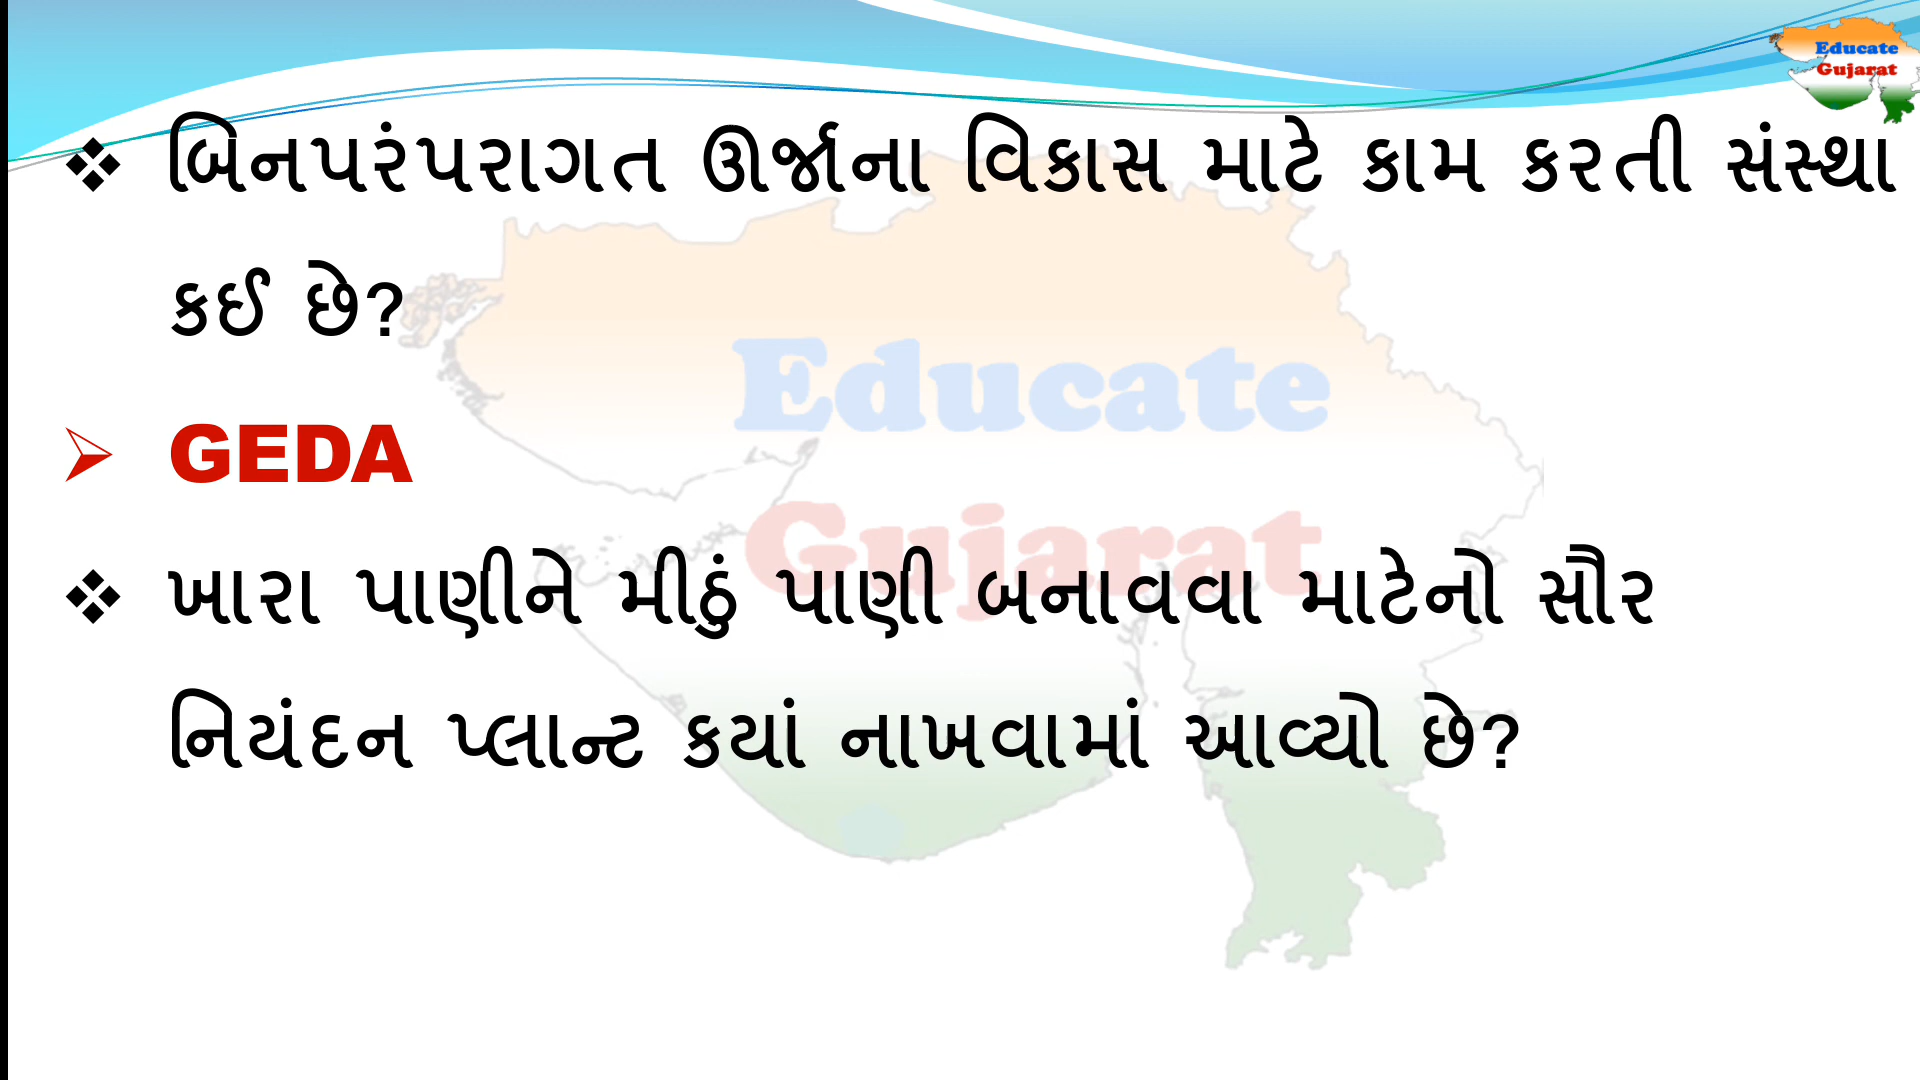 Educate
Gujarat
બિનપરંપરાગત ઊર્જાના વિકાસ માટે કામ કરતી સંસ્થા
કઈ છે?
GEDA
ખારા પાણીને મીઠું પાણી બનાવવા માટેનો સૌર
નિયંદન પ્લાન્ટ કયાં નાખવામાં આવ્યો છે?
Educate
Gujarat